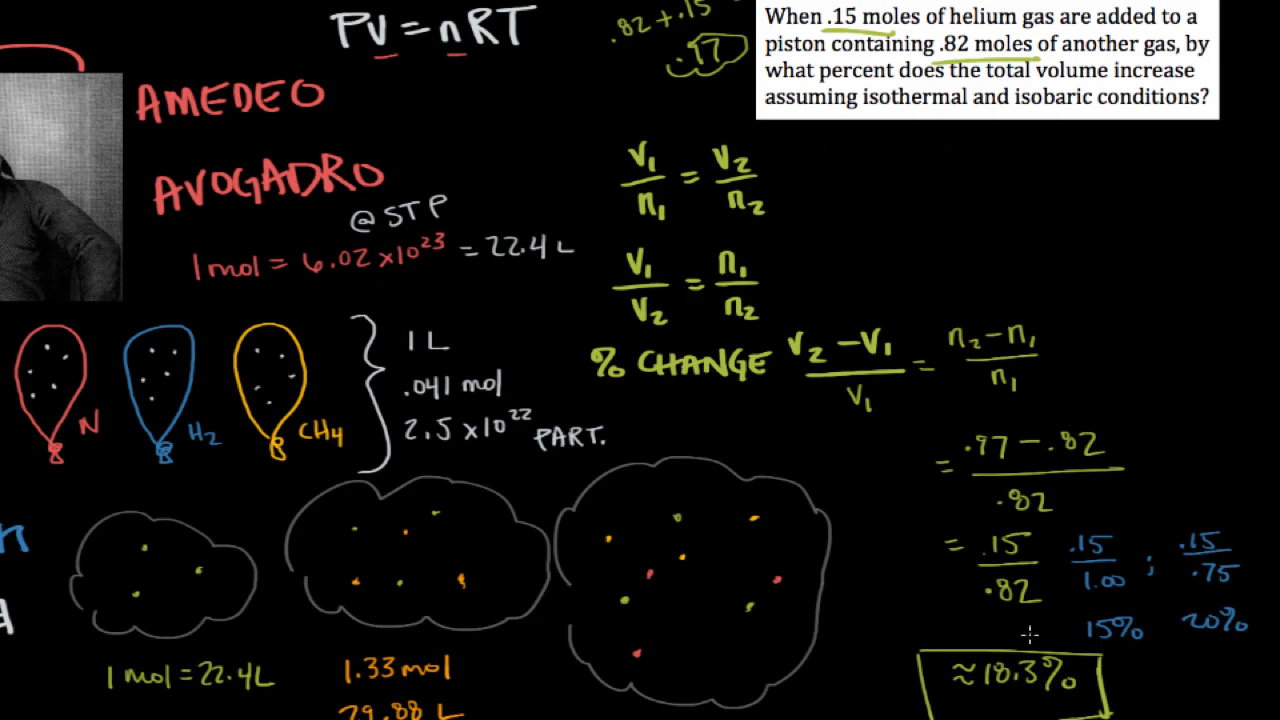 PV = nRT
.82 + .15
.97
When .15 moles of helium gas are added to a
piston containing .82 moles of another gas, by
what percent does the total volume increase
assuming isothermal and isobaric conditions?
AMEDEO
AVOGADRO
@ STP
1 mol = 6.02 x 10^23 = 22.4 L
V1/n1 = V2/n2
V1/V2 = n1/n2
% CHANGE V2 - V1/V1 = n2 - n1/n1
= .97 - .82/.82
= .15/.82 .15/1.00 ; .15/.75
15% 20%
≈ 18.3%
N
H2
CH4
1 L
.041 mol
2.5 x 10^22 PART.
1 mol = 22.4 L
1.33 mol
29.88 L